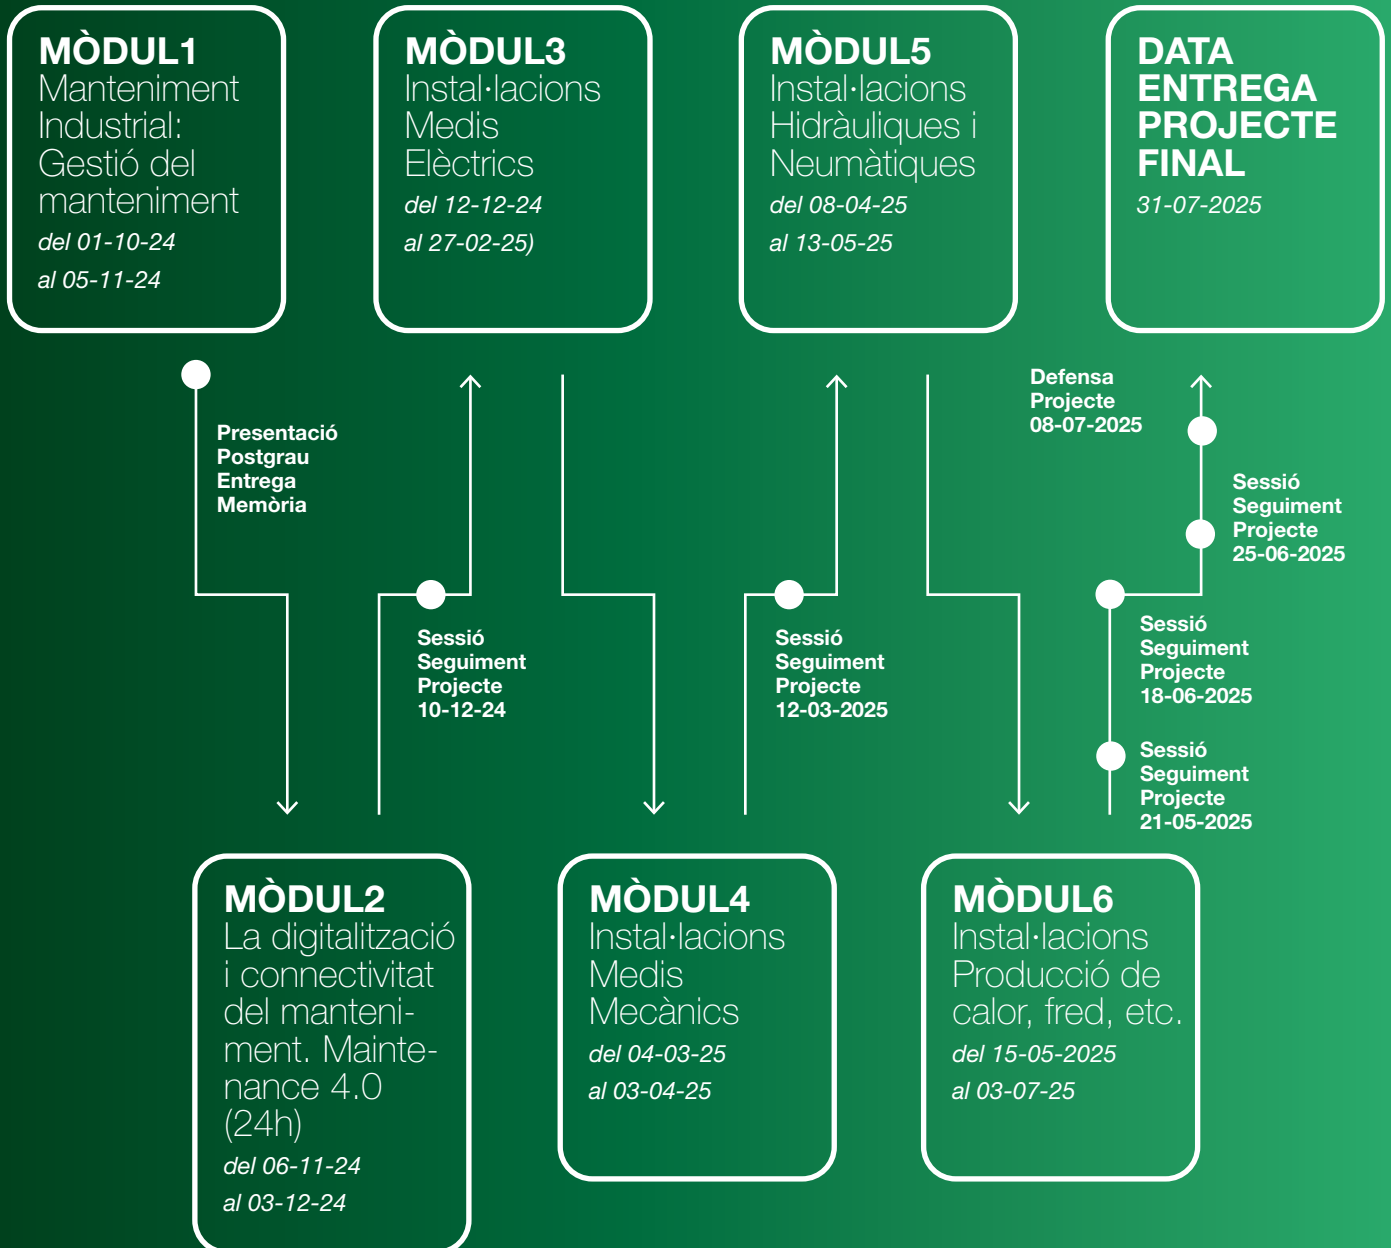 MÒDUL1
Manteniment
Industrial:
Gestió del
manteniment
del 01-10-24
al 05-11-24
MÒDUL3
Instal·lacions
Medis
Elèctrics
del 12-12-24
al 27-02-25)
MÒDUL5
Instal·lacions
Hidràuliques i
Neumàtiques
del 08-04-25
al 13-05-25
DATA
ENTREGA
PROJECTE
FINAL
31-07-2025
Presentació
Postgrau
Entrega
Memòria
Sessió
Seguiment
Projecte
10-12-24
Sessió
Seguiment
Projecte
12-03-2025
Defensa
Projecte
08-07-2025
Sessió
Seguiment
Projecte
25-06-2025
Sessió
Seguiment
Projecte
18-06-2025
Sessió
Seguiment
Projecte
21-05-2025
MÒDUL2
La digitalització
i connectivitat
del manteni-
ment. Mainte-
nance 4.0
(24h)
del 06-11-24
al 03-12-24
MÒDUL4
Instal·lacions
Medis
Mecànics
del 04-03-25
al 03-04-25
MÒDUL6
Instal·lacions
Producció de
calor, fred, etc.
del 15-05-2025
al 03-07-25